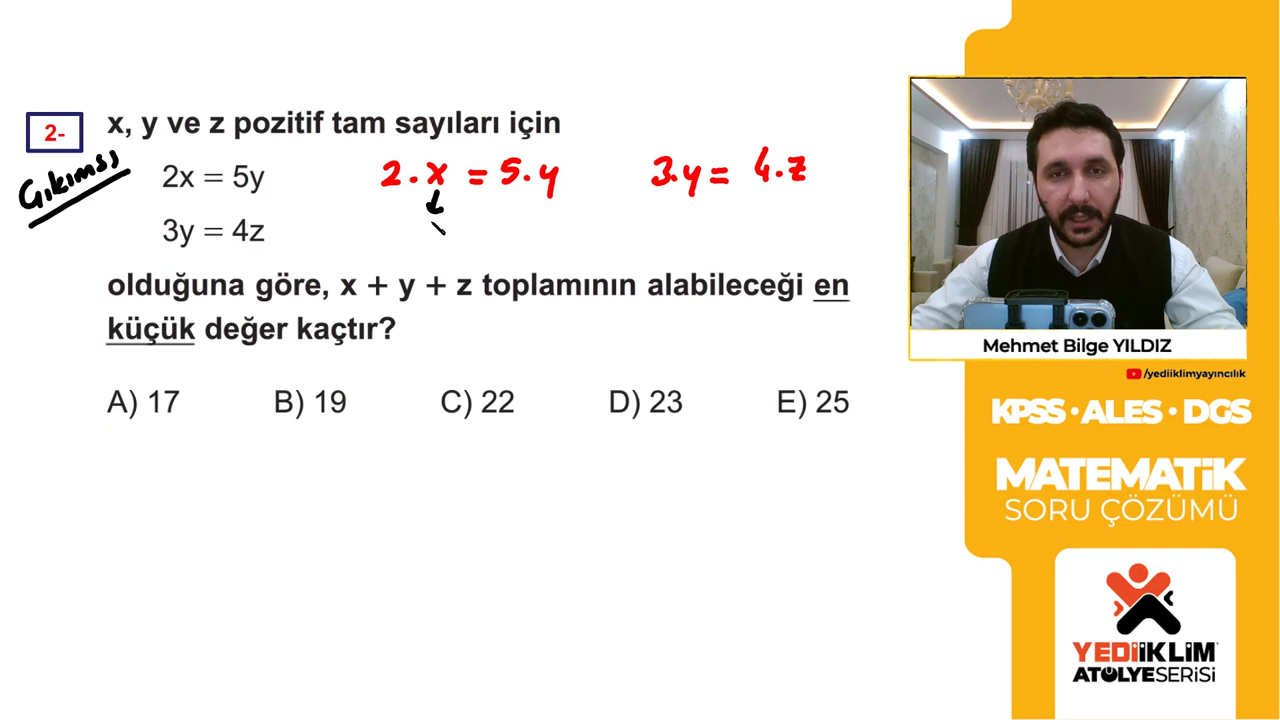 2-
x, y ve z pozitif tam sayıları için
Çıkmış
2x = 5y
2.x = 5.y
3.y = 4.z
3y = 4z
olduğuna göre, x + y + z toplamının alabileceği en
küçük değer kaçtır?
A) 17 B) 19 C) 22 D) 23 E) 25
Mehmet Bilge YILDIZ
/yediiklimyayıncılık
KPSS • ALES • DGS
MATEMATİK
SORU ÇÖZÜMÜ
YEDİİKLİM
ATÖLYESERİSİ